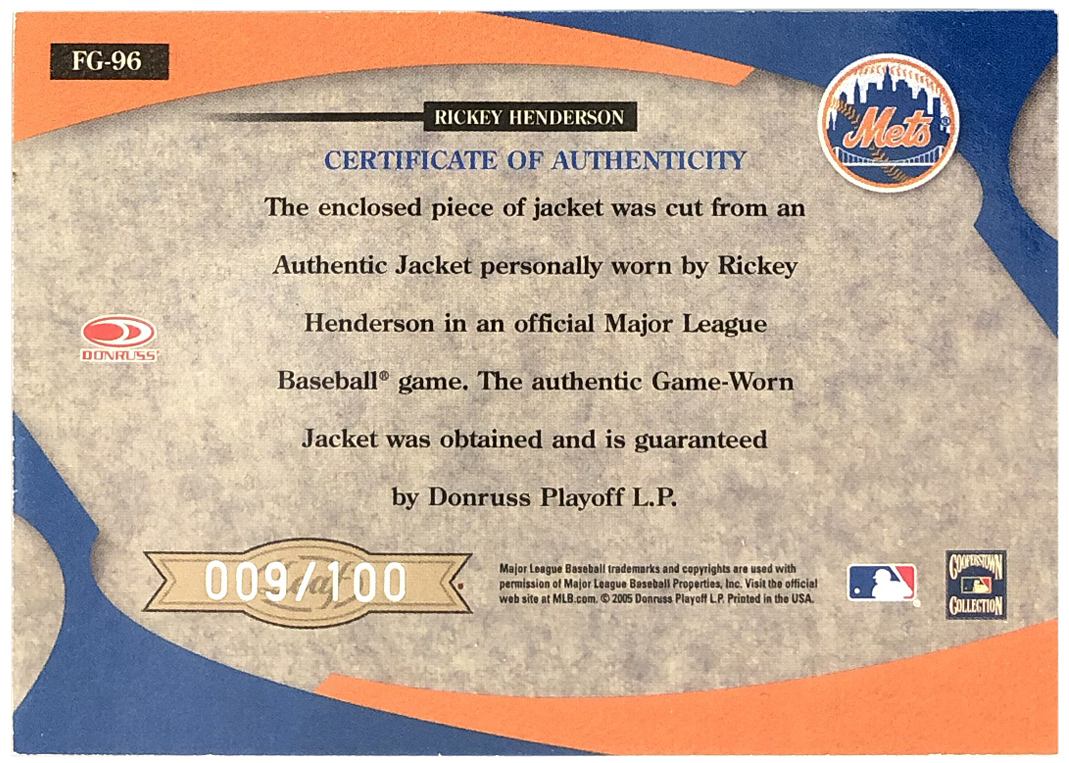 FG-96
RICKEY HENDERSON
Mets®
CERTIFICATE OF AUTHENTICITY
The enclosed piece of jacket was cut from an
Authentic Jacket personally worn by Rickey
Henderson in an official Major League
Baseball® game. The authentic Game-Worn
Jacket was obtained and is guaranteed
by Donruss Playoff L.P.
DONRUSS®
Leaf
009/100
Major League Baseball trademarks and copyrights are used with
permission of Major League Baseball Properties, Inc. Visit the official
web site at MLB.com. © 2005 Donruss Playoff L.P. Printed in the USA.
COOPERSTOWN
COLLECTION